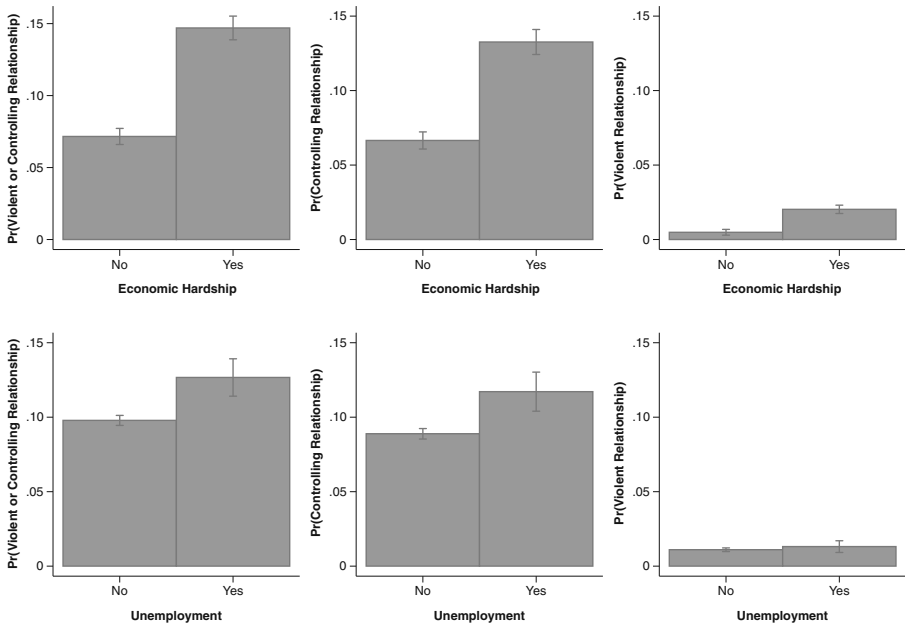 Pr(Violent or Controlling Relationship)
.15
.10
.05
0
No Yes
Economic Hardship
Pr(Controlling Relationship)
.15
.10
.05
0
No Yes
Economic Hardship
Pr(Violent Relationship)
.15
.10
.05
0
No Yes
Economic Hardship
Pr(Violent or Controlling Relationship)
.15
.10
.05
0
No Yes
Unemployment
Pr(Controlling Relationship)
.15
.10
.05
0
No Yes
Unemployment
Pr(Violent Relationship)
.15
.10
.05
0
No Yes
Unemployment